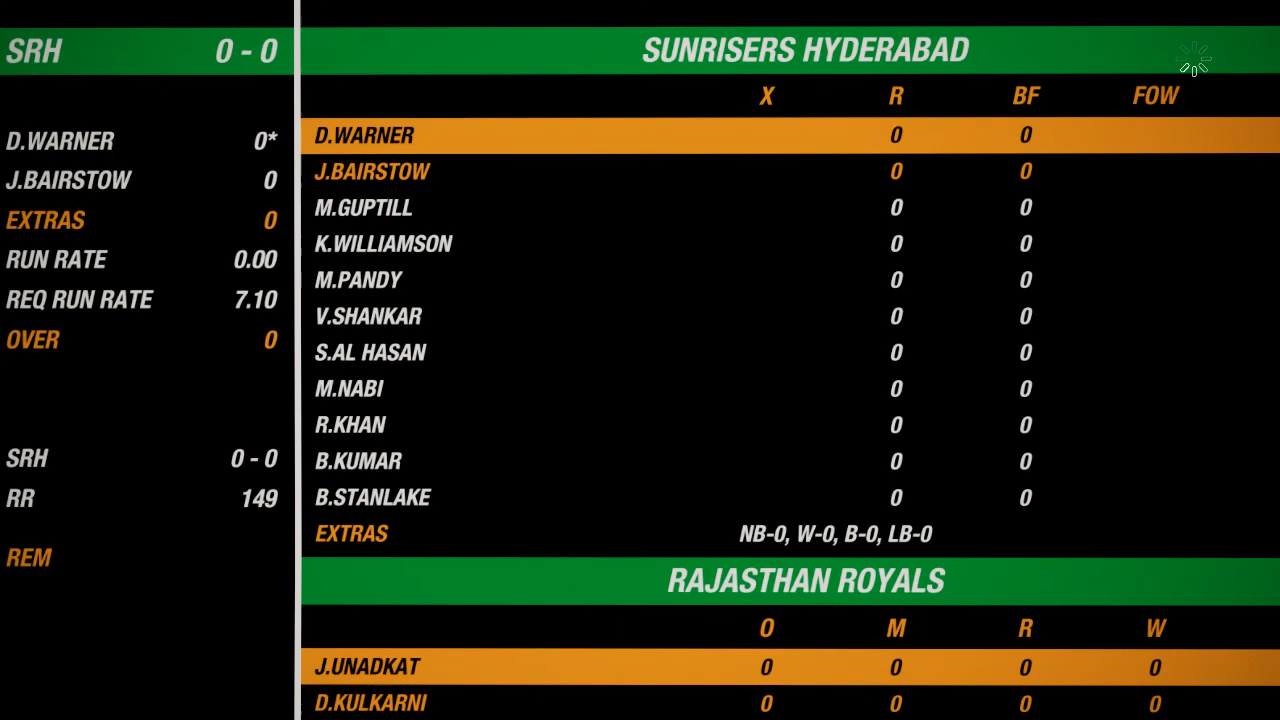 SRH 0 - 0
D.WARNER 0*
J.BAIRSTOW 0
EXTRAS 0
RUN RATE 0.00
REQ RUN RATE 7.10
OVER 0
SRH 0 - 0
RR 149
REM
SUNRISERS HYDERABAD
X R BF FOW
D.WARNER 0 0
J.BAIRSTOW 0 0
M.GUPTILL 0 0
K.WILLIAMSON 0 0
M.PANDY 0 0
V.SHANKAR 0 0
S.AL HASAN 0 0
M.NABI 0 0
R.KHAN 0 0
B.KUMAR 0 0
B.STANLAKE 0 0
EXTRAS NB-0, W-0, B-0, LB-0
RAJASTHAN ROYALS
O M R W
J.UNADKAT 0 0 0 0
D.KULKARNI 0 0 0 0